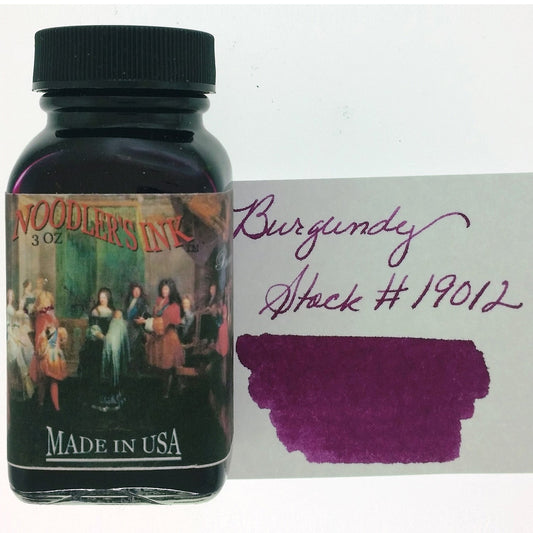 NOODLER'S INK
3 OZ
MADE IN USA
Burgundy
Stock # 19012